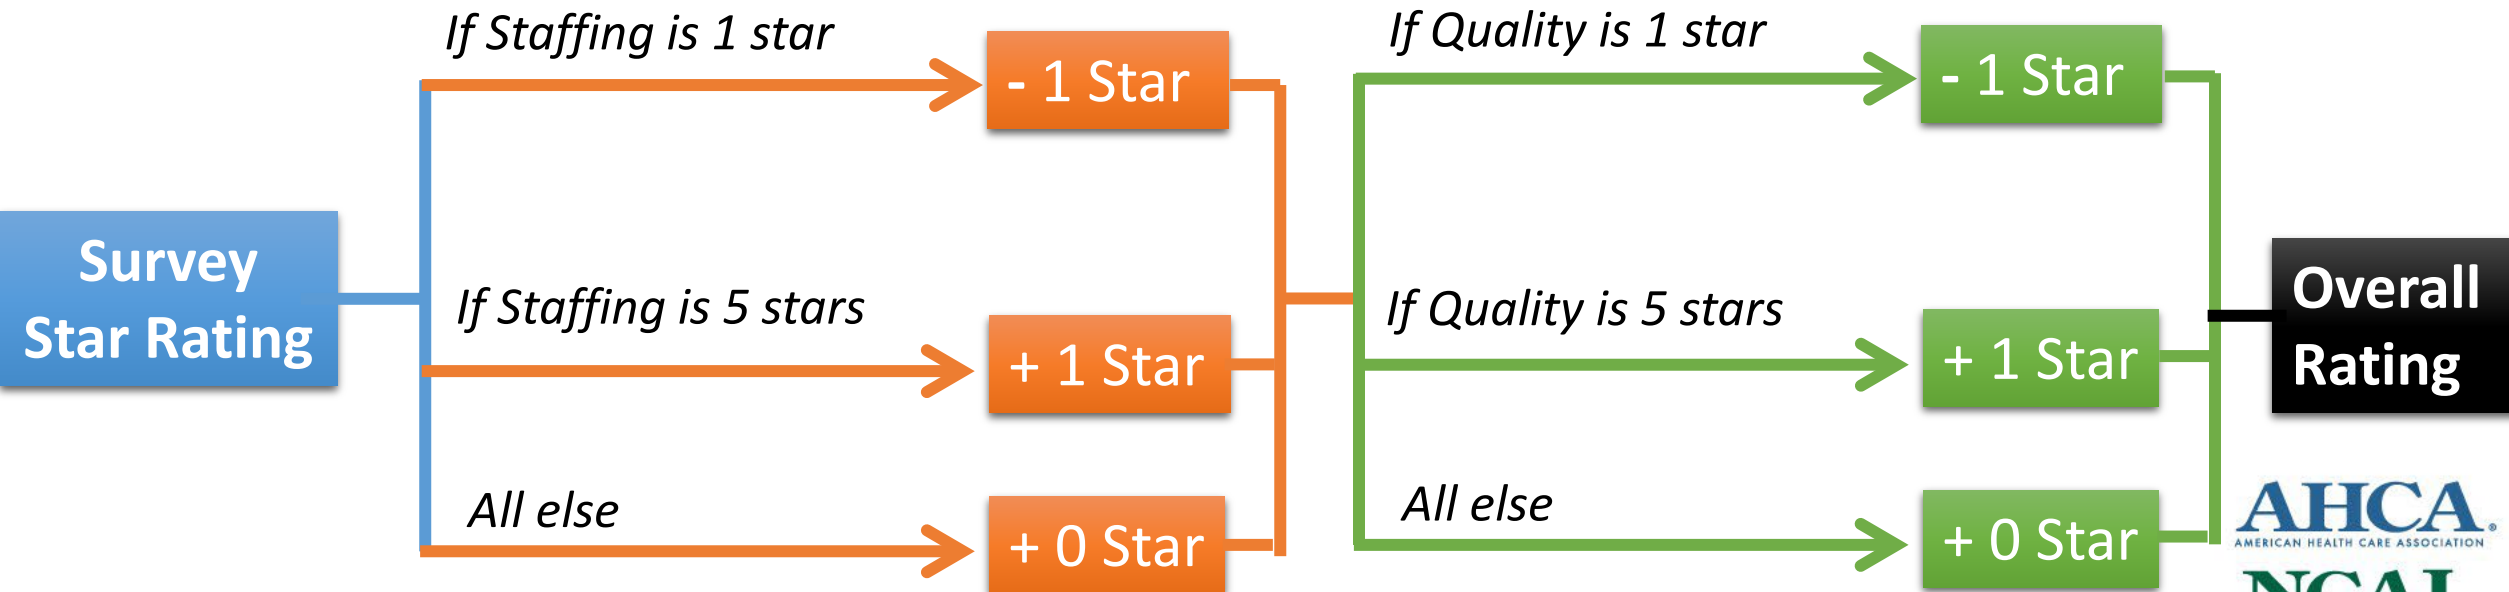 If Staffing is 1 star
- 1 Star
If Quality is 1 star
- 1 Star
Survey
Star Rating
If Staffing is 5 stars
+ 1 Star
If Quality is 5 stars
+ 1 Star
Overall
Rating
All else
+ 0 Star
All else
+ 0 Star
AHCA®
AMERICAN HEALTH CARE ASSOCIATION